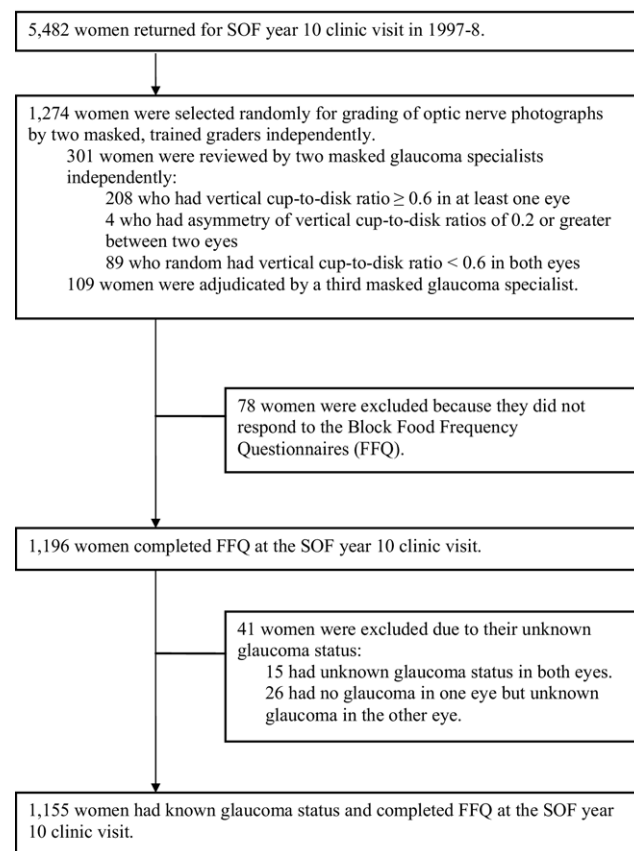 5,482 women returned for SOF year 10 clinic visit in 1997-8.
1,274 women were selected randomly for grading of optic nerve photographs
by two masked, trained graders independently.
301 women were reviewed by two masked glaucoma specialists
independently:
208 who had vertical cup-to-disk ratio ≥ 0.6 in at least one eye
4 who had asymmetry of vertical cup-to-disk ratios of 0.2 or greater
between two eyes
89 who random had vertical cup-to-disk ratio < 0.6 in both eyes
109 women were adjudicated by a third masked glaucoma specialist.
78 women were excluded because they did not
respond to the Block Food Frequency
Questionnaires (FFQ).
1,196 women completed FFQ at the SOF year 10 clinic visit.
41 women were excluded due to their unknown
glaucoma status:
15 had unknown glaucoma status in both eyes.
26 had no glaucoma in one eye but unknown
glaucoma in the other eye.
1,155 women had known glaucoma status and completed FFQ at the SOF year
10 clinic visit.